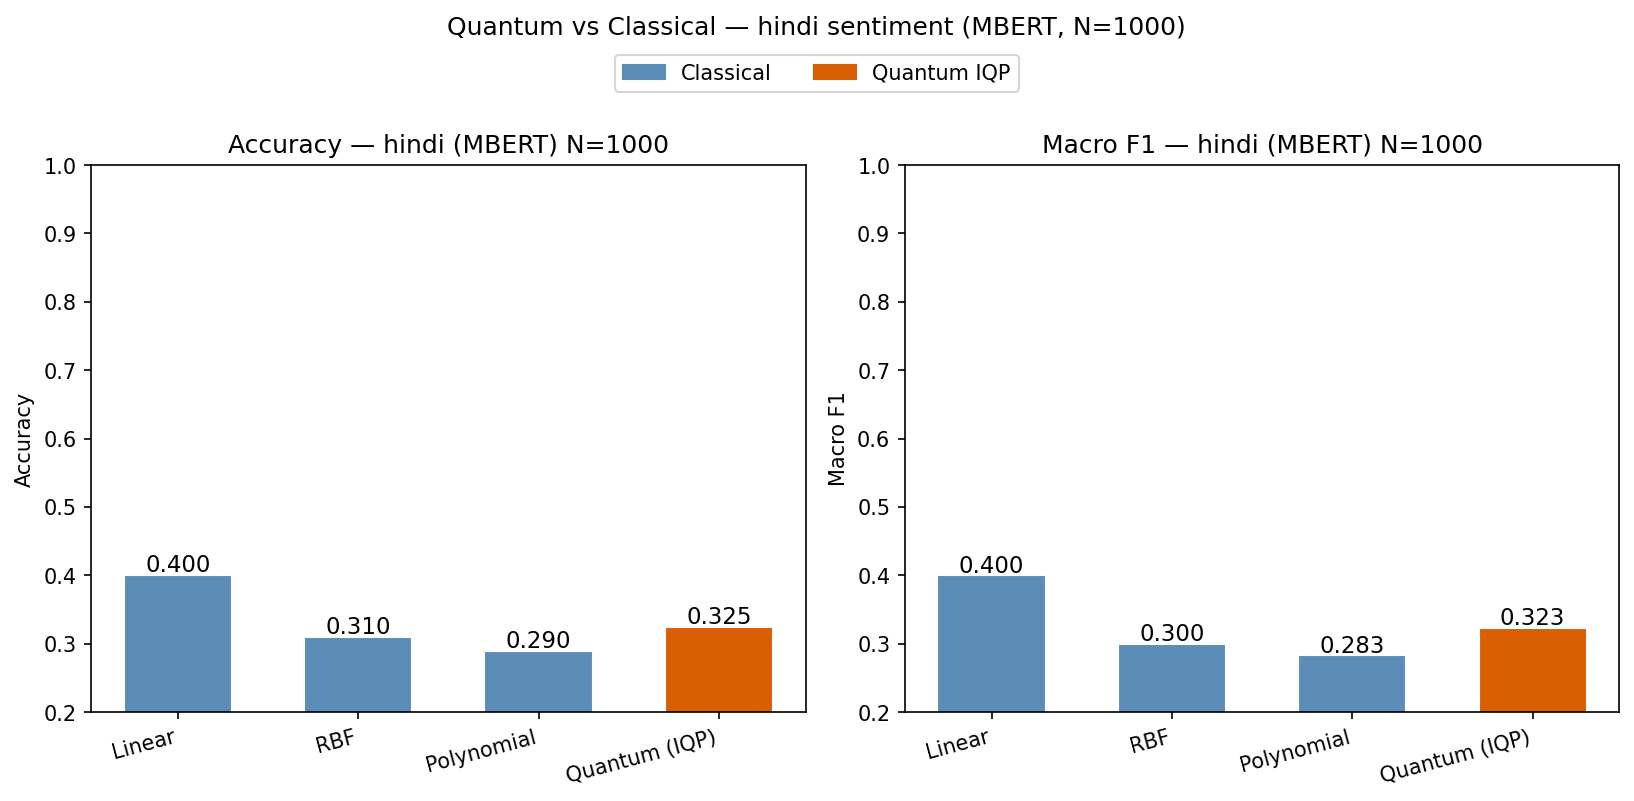 Quantum vs Classical — hindi sentiment (MBERT, N=1000)
Classical
Quantum IQP
Accuracy — hindi (MBERT) N=1000
1.0
0.9
0.8
0.7
0.6
0.5
0.4
0.3
0.2
Accuracy
0.400
0.310
0.290
0.325
Linear
RBF
Polynomial
Quantum (IQP)
Macro F1 — hindi (MBERT) N=1000
1.0
0.9
0.8
0.7
0.6
0.5
0.4
0.3
0.2
Macro F1
0.400
0.300
0.283
0.323
Linear
RBF
Polynomial
Quantum (IQP)